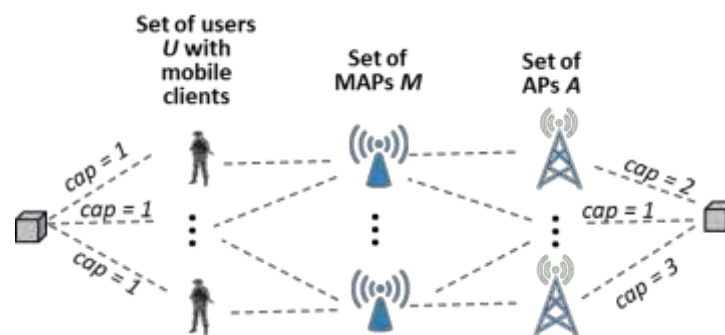 Set of users
U with
mobile
clients
Set of
MAPs M
Set of
APs A
cap = 1
cap = 1
cap = 1
cap = 2
cap = 1
cap = 3